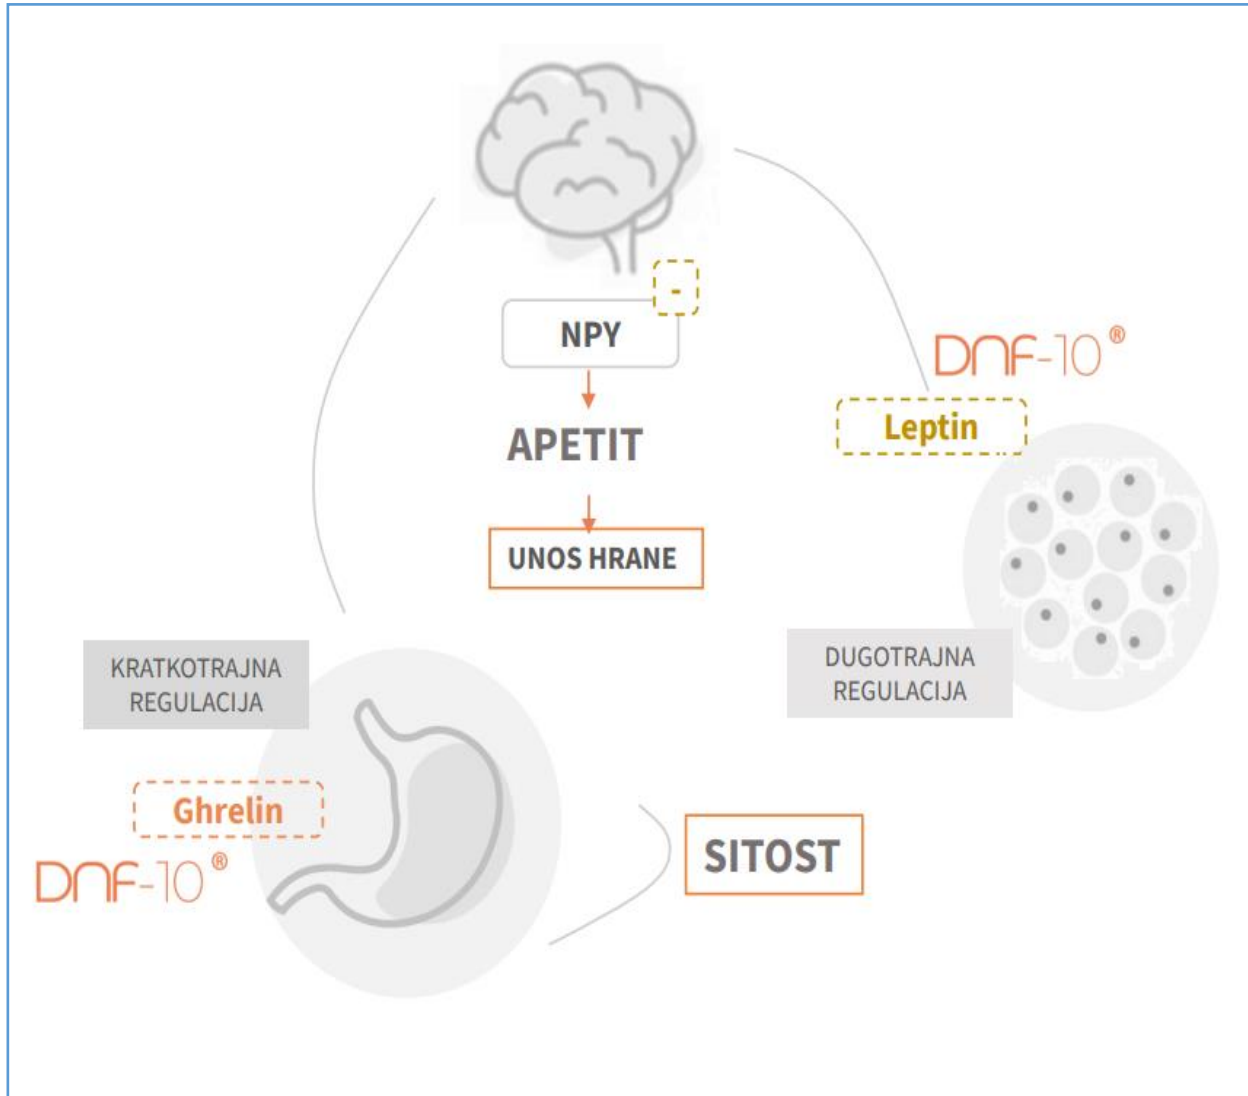 -
NPY
APETIT
UNOS HRANE
DNF-10®
Leptin
DUGOTRAJNA
REGULACIJA
KRATKOTRAJNA
REGULACIJA
Ghrelin
DNF-10®
SITOST